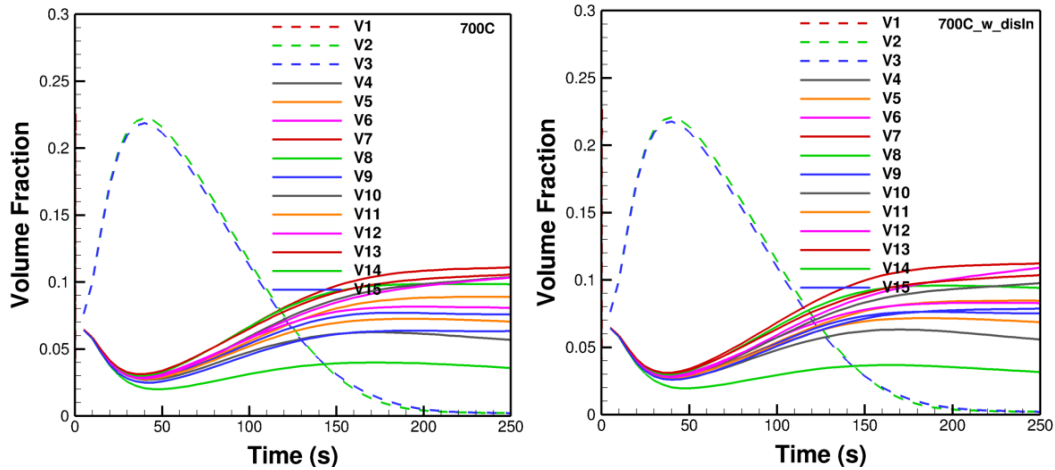 700C
V1
V2
V3
V4
V5
V6
V7
V8
V9
V10
V11
V12
V13
V14
V15
0.3
0.25
0.2
0.15
0.1
0.05
0
Volume Fraction
0 50 100 150 200 250
Time (s)
700C_w_disln
V1
V2
V3
V4
V5
V6
V7
V8
V9
V10
V11
V12
V13
V14
V15
0.3
0.25
0.2
0.15
0.1
0.05
0
Volume Fraction
0 50 100 150 200 250
Time (s)